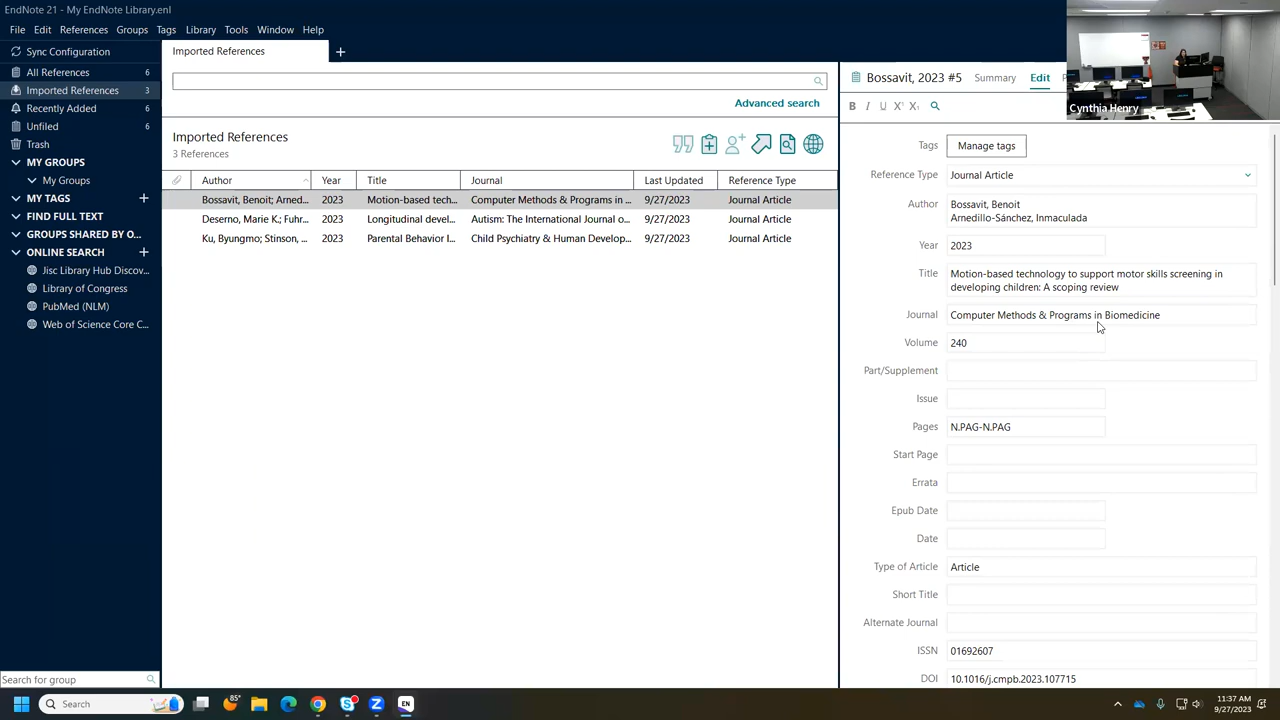 EndNote 21 - My EndNote Library.enl
File Edit References Groups Tags Library Tools Window Help
Sync Configuration
All References 6
Imported References 3
Recently Added 6
Unfiled 6
Trash
MY GROUPS
My Groups
MY TAGS
FIND FULL TEXT
GROUPS SHARED BY O...
ONLINE SEARCH
Jisc Library Hub Discov...
Library of Congress
PubMed (NLM)
Web of Science Core C...
Search for group
Imported References
Advanced search
Imported References
3 References
Author Year Title Journal Last Updated Reference Type
Bossavit, Benoit; Arned... 2023 Motion-based tech... Computer Methods & Programs in ... 9/27/2023 Journal Article
Deserno, Marie K.; Fuhr... 2023 Longitudinal devel... Autism: The International Journal o... 9/27/2023 Journal Article
Ku, Byungmo; Stinson, ... 2023 Parental Behavior I... Child Psychiatry & Human Develop... 9/27/2023 Journal Article
Bossavit, 2023 #5 Summary Edit
B I U X¹ X₁
Cynthia Henry
Tags Manage tags
Reference Type Journal Article
Author Bossavit, Benoit
Arnedillo-Sánchez, Inmaculada
Year 2023
Title Motion-based technology to support motor skills screening in
developing children: A scoping review
Journal Computer Methods & Programs in Biomedicine
Volume 240
Part/Supplement
Issue
Pages N.PAG-N.PAG
Start Page
Errata
Epub Date
Date
Type of Article Article
Short Title
Alternate Journal
ISSN 01692607
DOI 10.1016/j.cmpb.2023.107715
Search
85°
EN
11:37 AM
9/27/2023